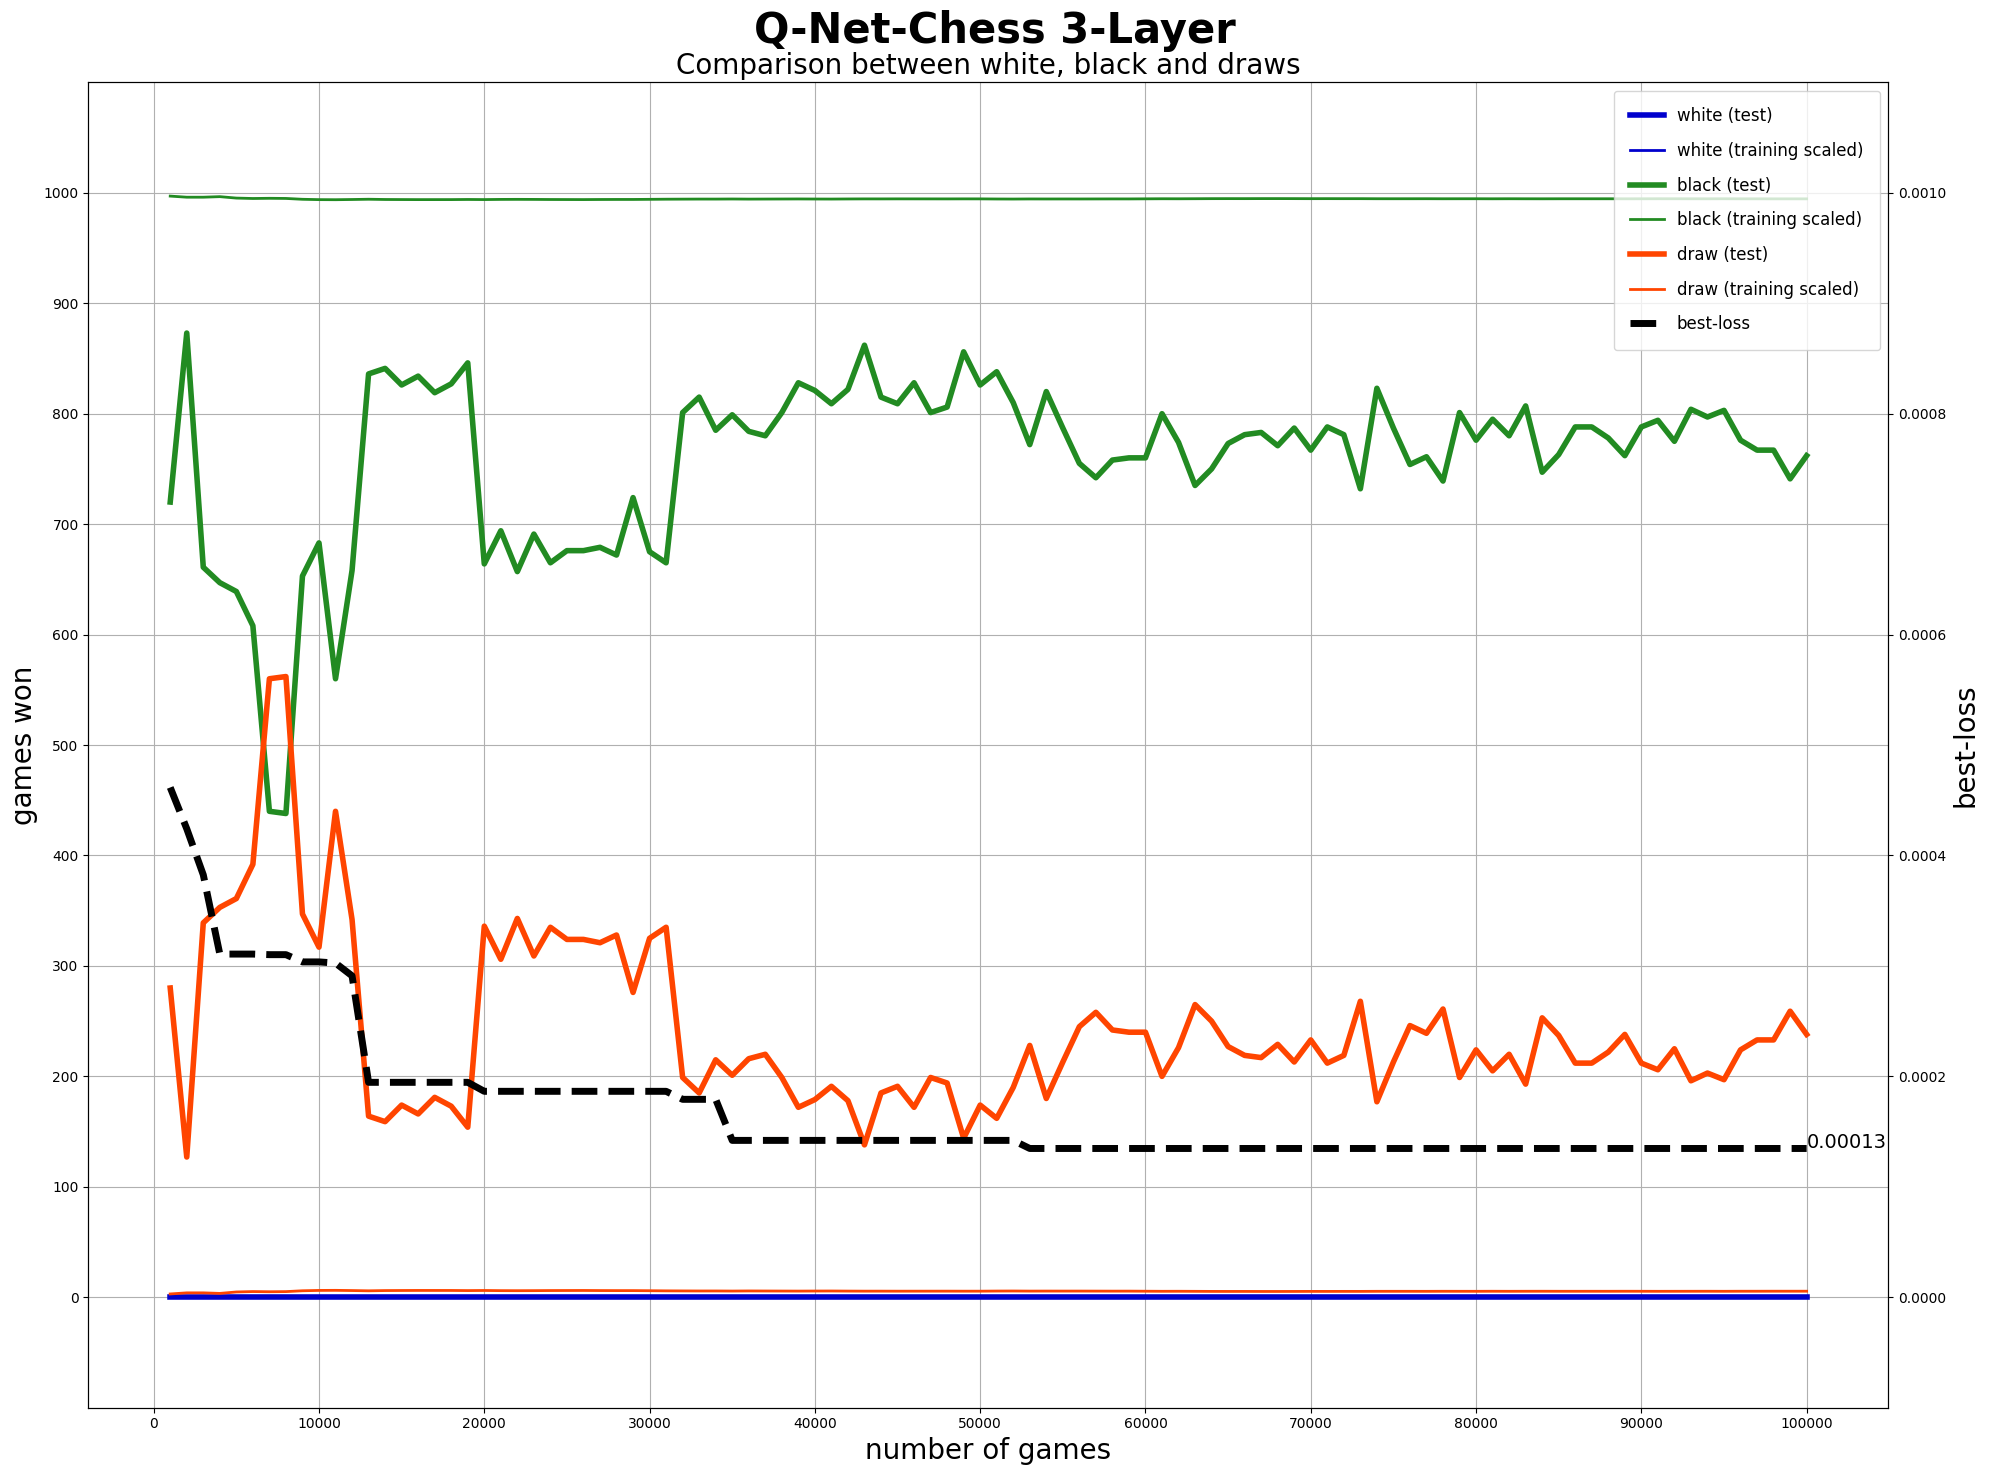 Q-Net-Chess 3-Layer
Comparison between white, black and draws
white (test)
white (training scaled)
black (test)
black (training scaled)
draw (test)
draw (training scaled)
best-loss
1000
900
800
700
600
500
400
300
200
100
0
games won
0.0010
0.0008
0.0006
0.0004
0.0002
0.0000
best-loss
0.00013
0 10000 20000 30000 40000 50000 60000 70000 80000 90000 100000
number of games